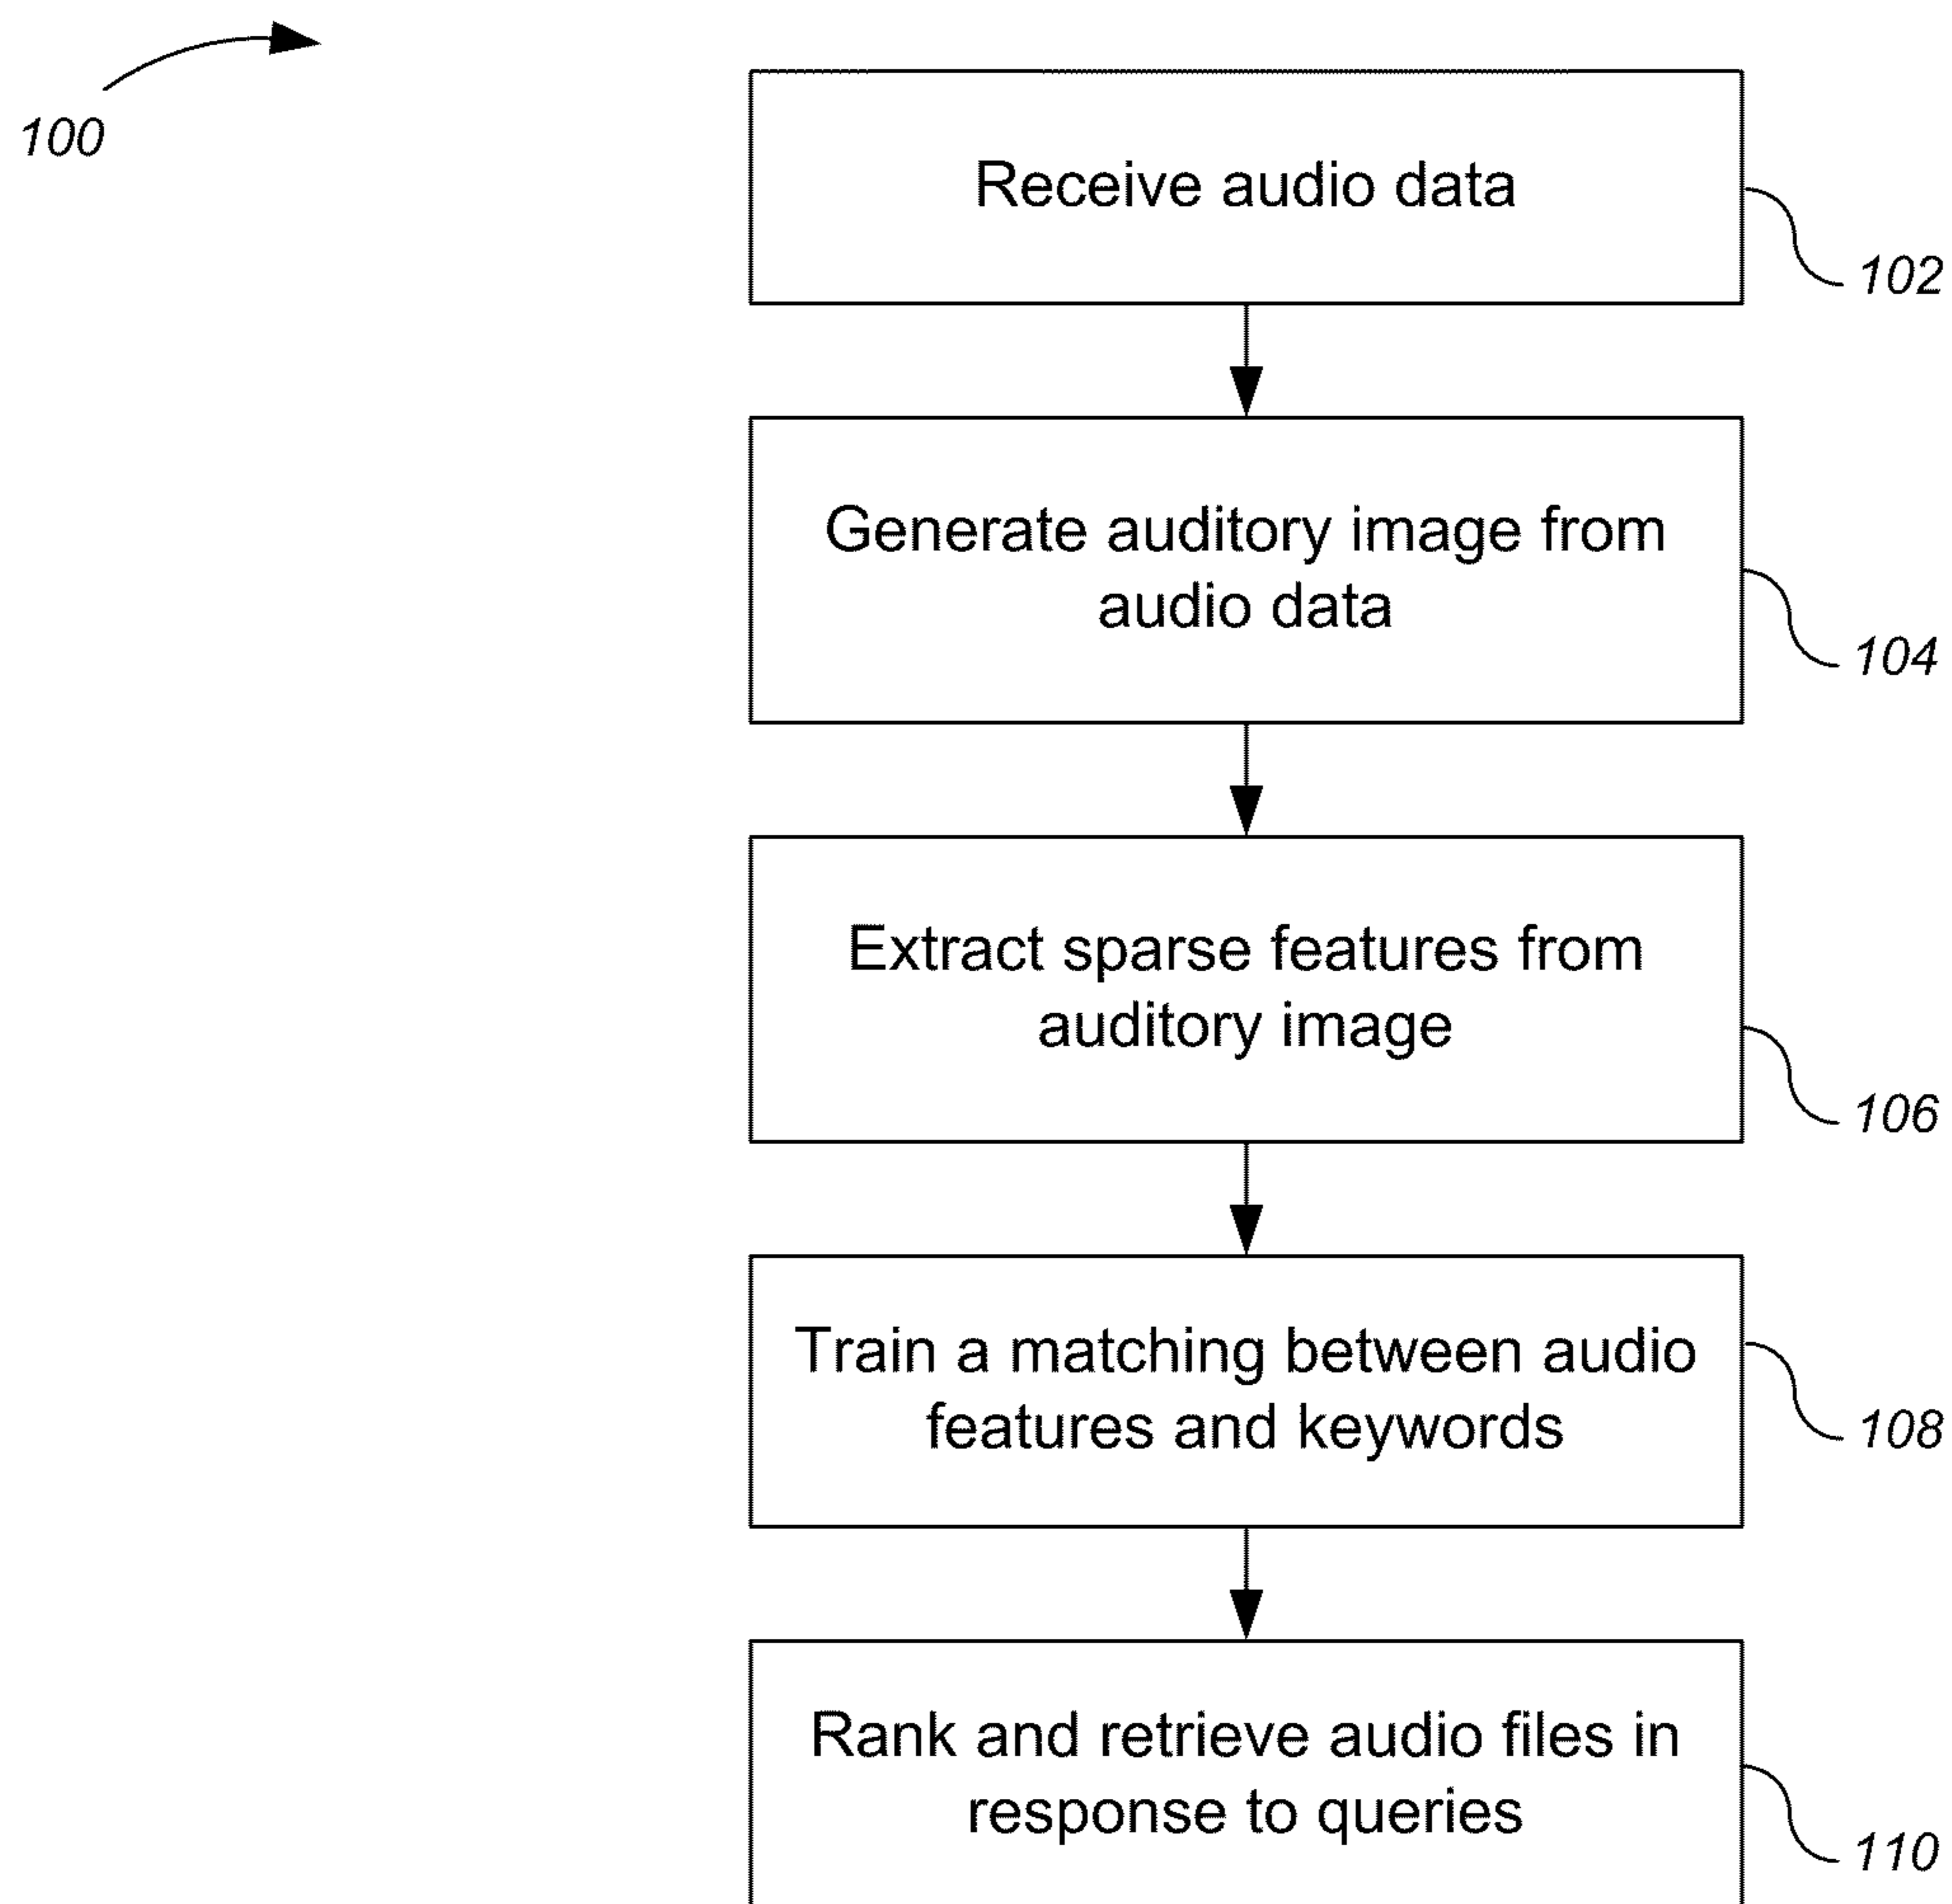 100
Receive audio data
102
Generate auditory image from
audio data
104
Extract sparse features from
auditory image
106
Train a matching between audio
features and keywords
108
Rank and retrieve audio files in
response to queries
110